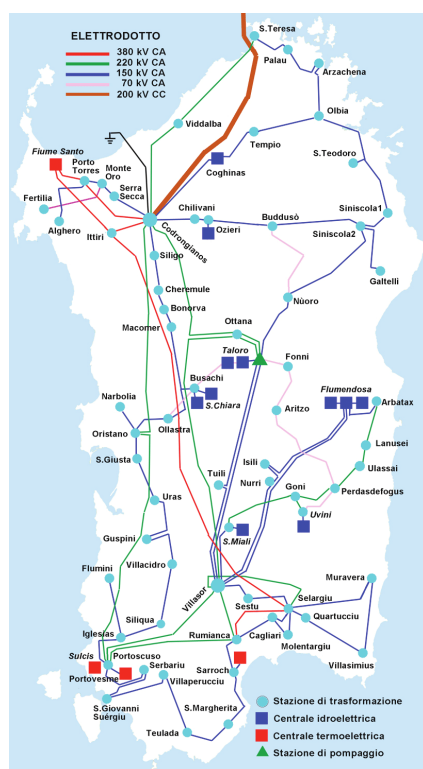 S.Teresa
ELETTRODOTTO
380 kV CA
220 kV CA
150 kV CA
70 kV CA
200 kV CC
Palau
Arzachena
Viddalba
Olbia
Tempio
Fiume Santo
Porto
Torres
Monte
Oro
Coghinas
S.Teodoro
Serra
Secca
Fertilia
Alghero
Ittiri
Codrongianos
Chilivani
Ozieri
Buddusò
Siniscola1
Siniscola2
Siligo
Galtelli
Cheremule
Nùoro
Bonorva
Macomer
Ottana
Taloro
Fonni
Busachi
Flumendosa
Narbolia
S.Chiara
Arbatax
Aritzo
Ollastra
Oristano
Lanusei
S.Giusta
Isili
Ulassai
Tuili
Nurri
Goni
Perdasdefogus
Uras
Uvini
S.Miali
Guspini
Flumini
Villacidro
Villasor
Muravera
Selargiu
Sestu
Quartucciu
Siliqua
Iglesias
Rumianca
Cagliari
Molentargiu
Sulcis
Portoscuso
Serbariu
Villasimius
Portovesme
Villaperucciu
Sarroch
S.Giovanni
Suérgiu
S.Margherita
Teulada
Stazione di trasformazione
Centrale idroelettrica
Centrale termoelettrica
Stazione di pompaggio